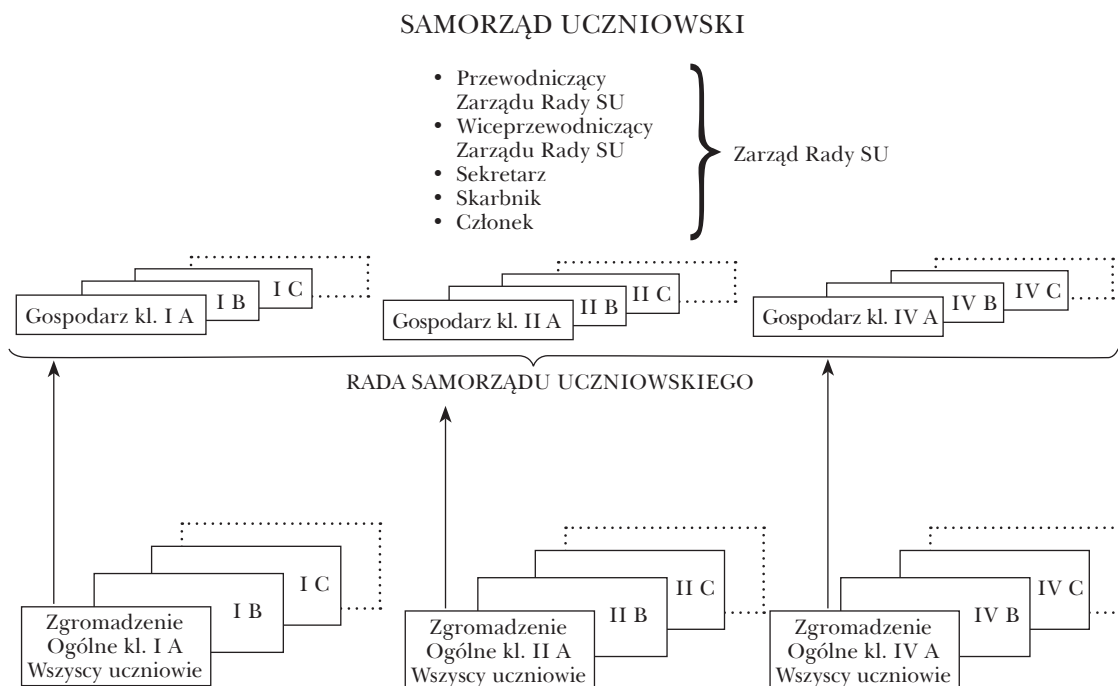 SAMORZĄD UCZNIOWSKI
• Przewodniczący
Zarządu Rady SU
• Wiceprzewodniczący
Zarządu Rady SU
• Sekretarz
• Skarbnik
• Członek
Zarząd Rady SU
Gospodarz kl. I A
I B
I C
Gospodarz kl. II A
II B
II C
Gospodarz kl. IV A
IV B
IV C
RADA SAMORZĄDU UCZNIOWSKIEGO
Zgromadzenie
Ogólne kl. I A
Wszyscy uczniowie
I B
I C
Zgromadzenie
Ogólne kl. II A
Wszyscy uczniowie
II B
II C
Zgromadzenie
Ogólne kl. IV A
Wszyscy uczniowie
IV B
IV C